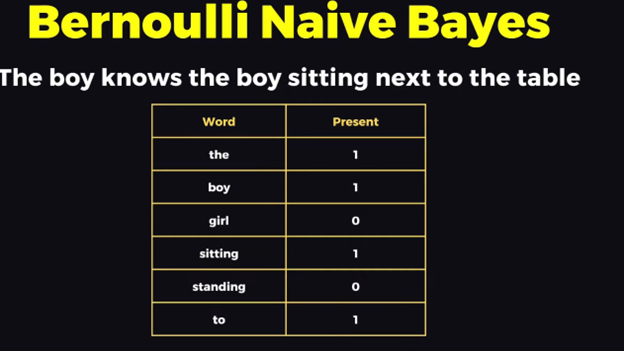 Bernoulli Naive Bayes
The boy knows the boy sitting next to the table
Word Present
the 1
boy 1
girl 0
sitting 1
standing 0
to 1